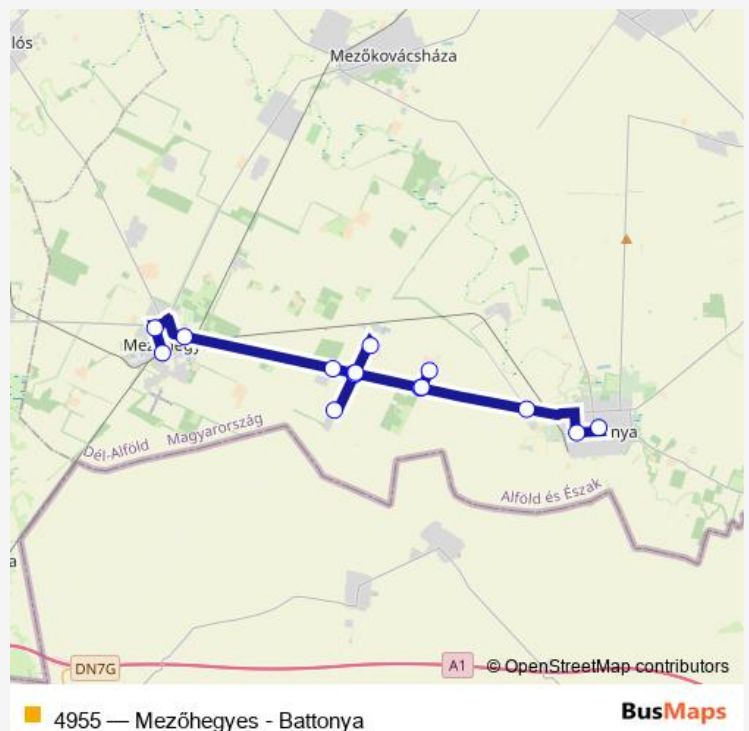 lós
Mezőkovácsháza
Dél-Alföld Magyarország
Alföld és Észak
nya
a
DN7G
A1
© OpenStreetMap contributors
4955 — Mezőhegyes - Battonya
BusMaps